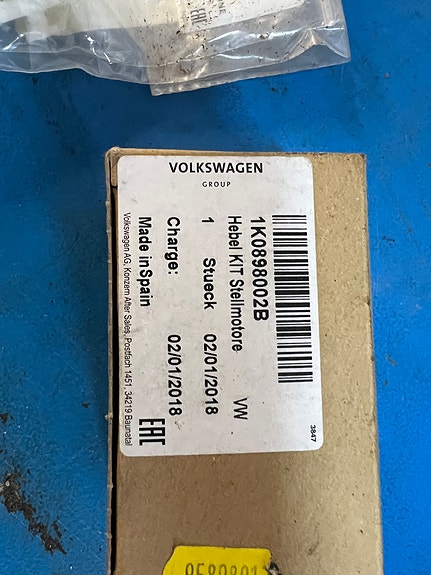 VOLKSWAGEN
GROUP
1K0898002B
Hebel KIT Stellmotore VW
1 Stueck 02/01/2018
Charge: 02/01/2018
Made in Spain
EAC
Volkswagen AG, Konzern After Sales, Postfach 1451, 34219 Baunatal
3847